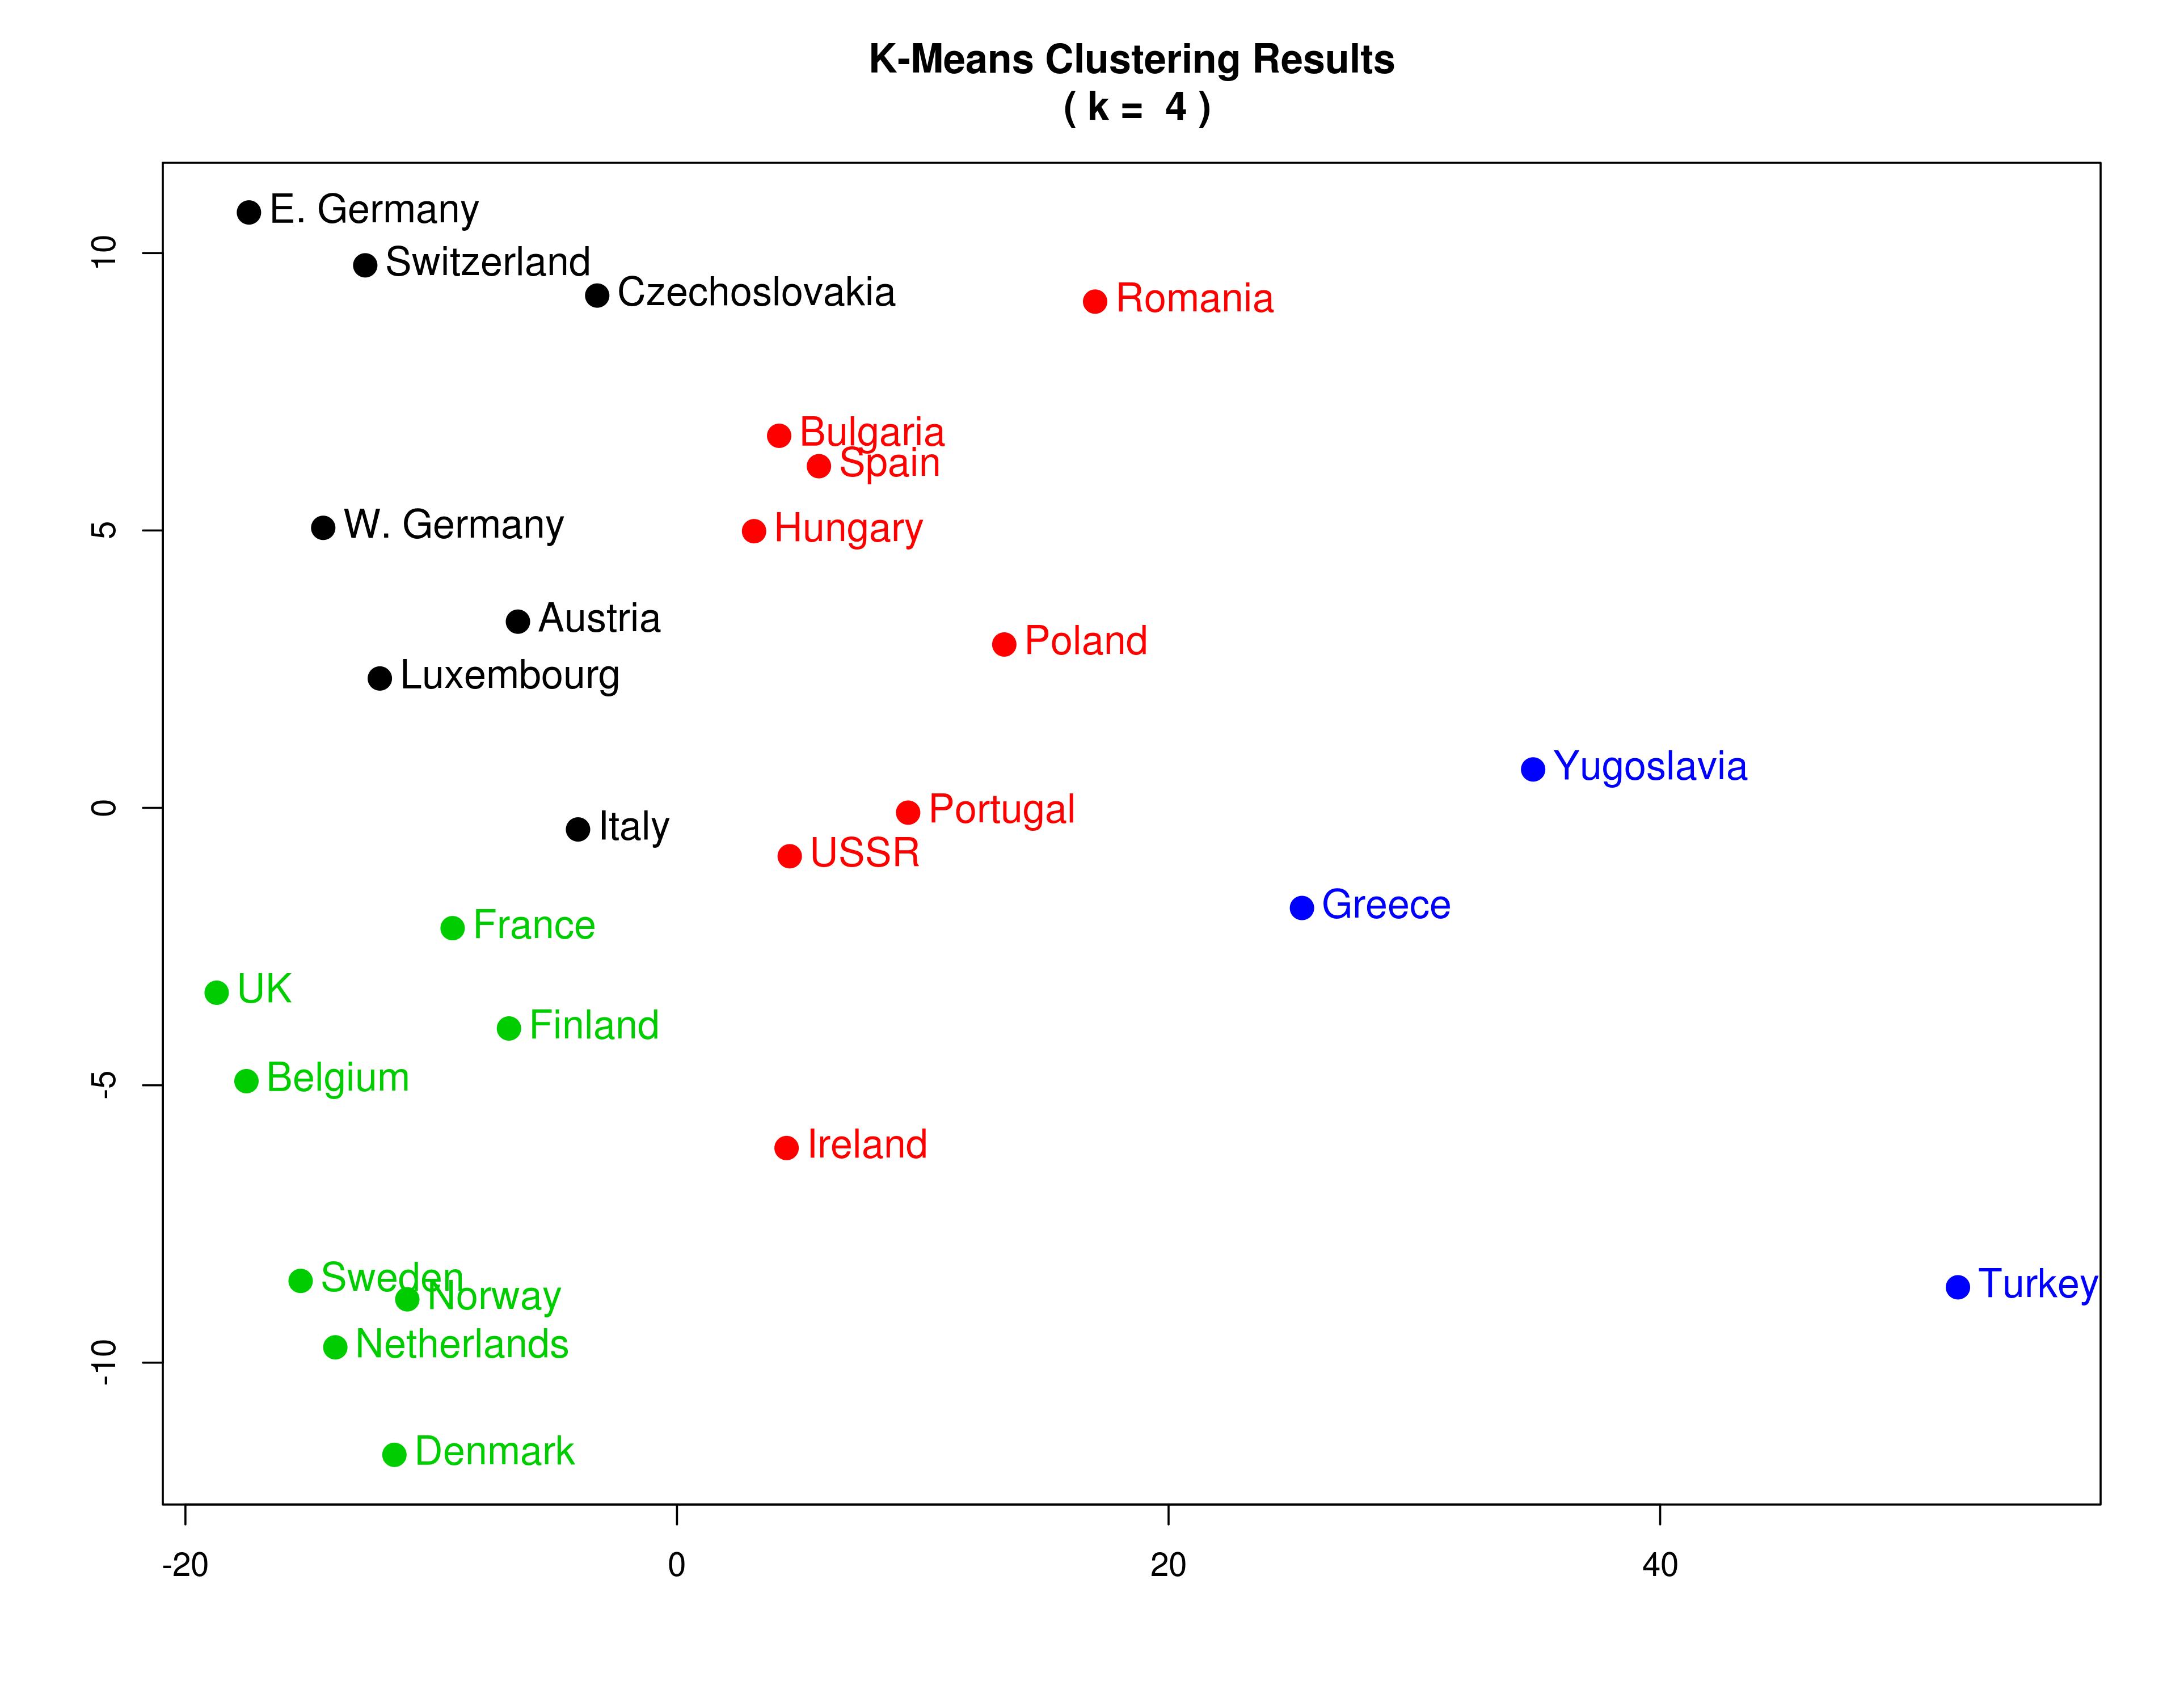 K-Means Clustering Results
( k =  4 )
10
5
0
-5
-10
E. Germany
Switzerland
Czechoslovakia
Romania
Bulgaria
Spain
W. Germany
Hungary
Austria
Poland
Luxembourg
Yugoslavia
Portugal
Italy
USSR
Greece
France
UK
Finland
Belgium
Ireland
Sweden
Turkey
Norway
Netherlands
Denmark
-20
0
20
40